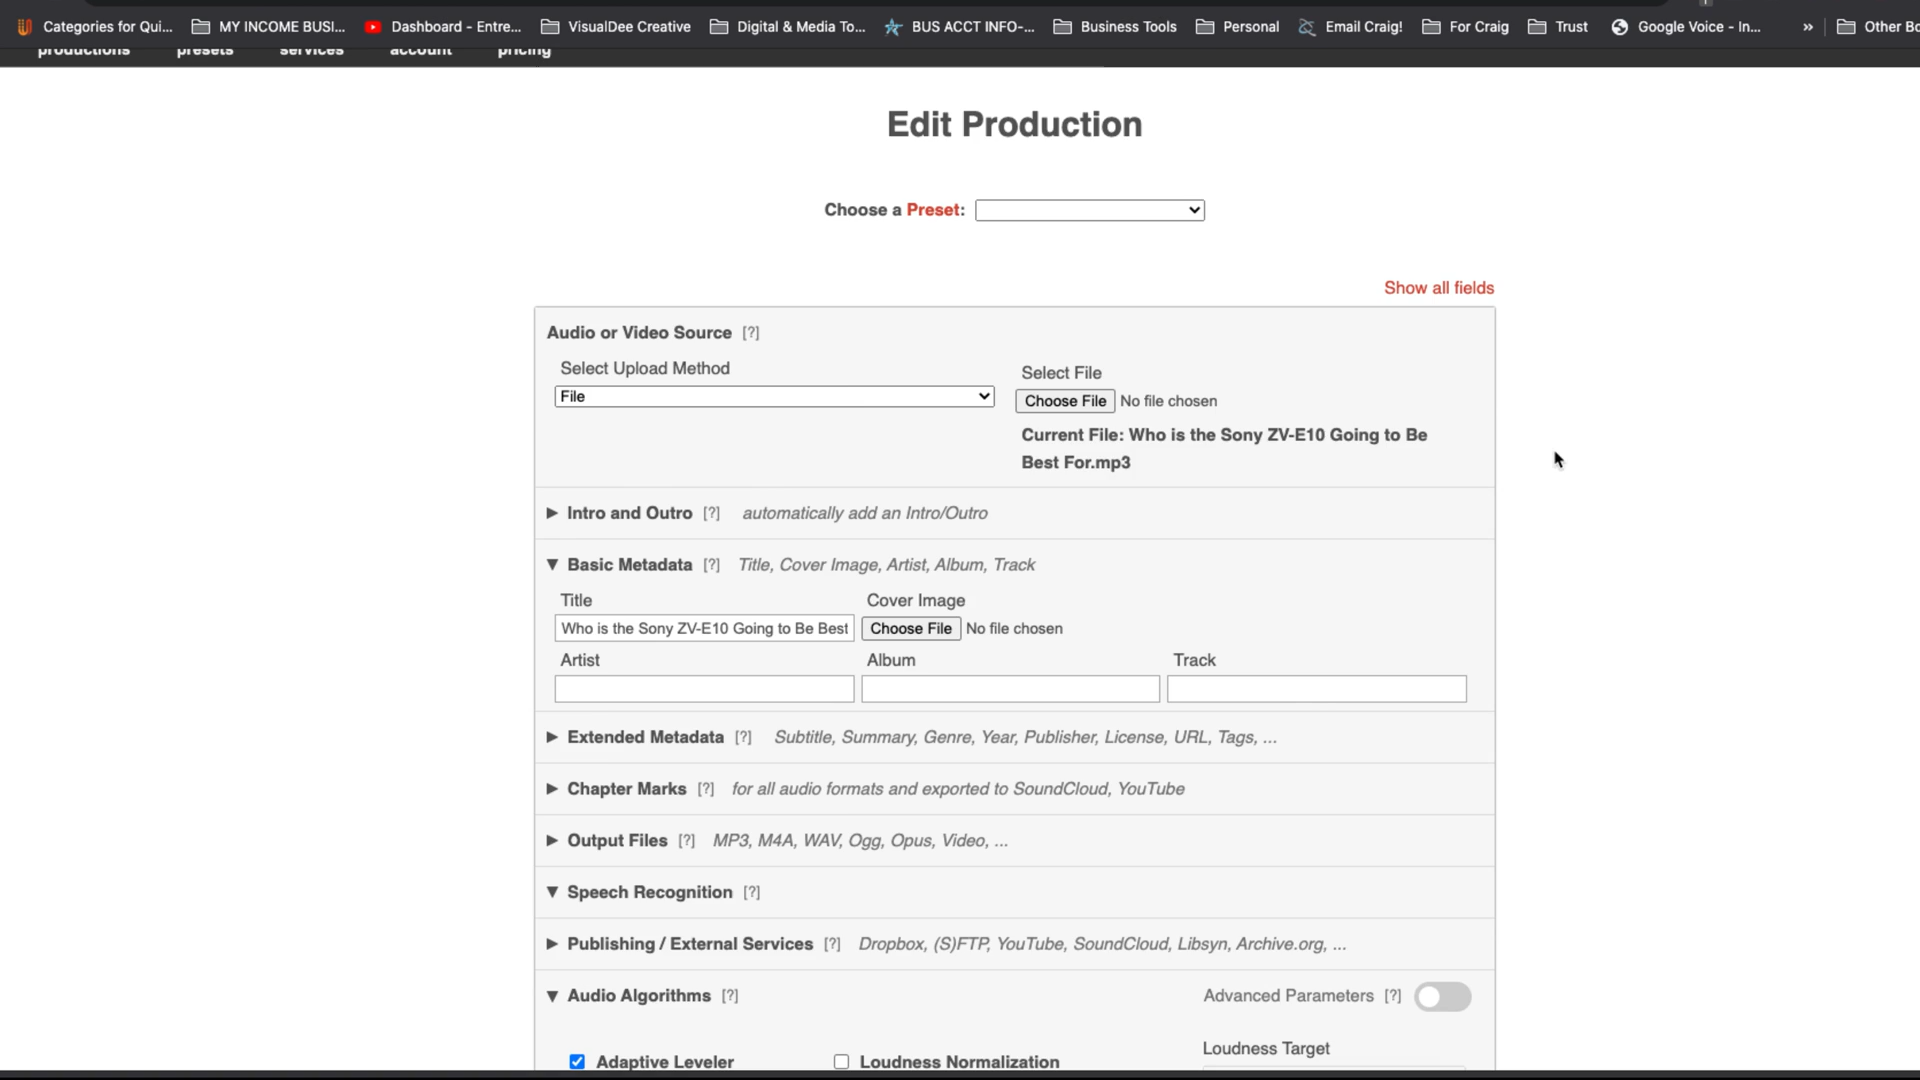 Categories for Qui... MY INCOME BUSI... Dashboard - Entre... VisualDee Creative Digital & Media To... BUS ACCT INFO-... Business Tools Personal Email Craig! For Craig Trust Google Voice - In... » Other Bo
productions presets services account pricing
Edit Production
Choose a Preset:
Show all fields
Audio or Video Source [?]
Select Upload Method
Select File
File
Choose File No file chosen
Current File: Who is the Sony ZV-E10 Going to Be
Best For.mp3
Intro and Outro [?] automatically add an Intro/Outro
Basic Metadata [?] Title, Cover Image, Artist, Album, Track
Title Cover Image
Who is the Sony ZV-E10 Going to Be Best Choose File No file chosen
Artist Album Track
Extended Metadata [?] Subtitle, Summary, Genre, Year, Publisher, License, URL, Tags, ...
Chapter Marks [?] for all audio formats and exported to SoundCloud, YouTube
Output Files [?] MP3, M4A, WAV, Ogg, Opus, Video, ...
Speech Recognition [?]
Publishing / External Services [?] Dropbox, (S)FTP, YouTube, SoundCloud, Libsyn, Archive.org, ...
Audio Algorithms [?] Advanced Parameters [?]
Loudness Target
Adaptive Leveler Loudness Normalization